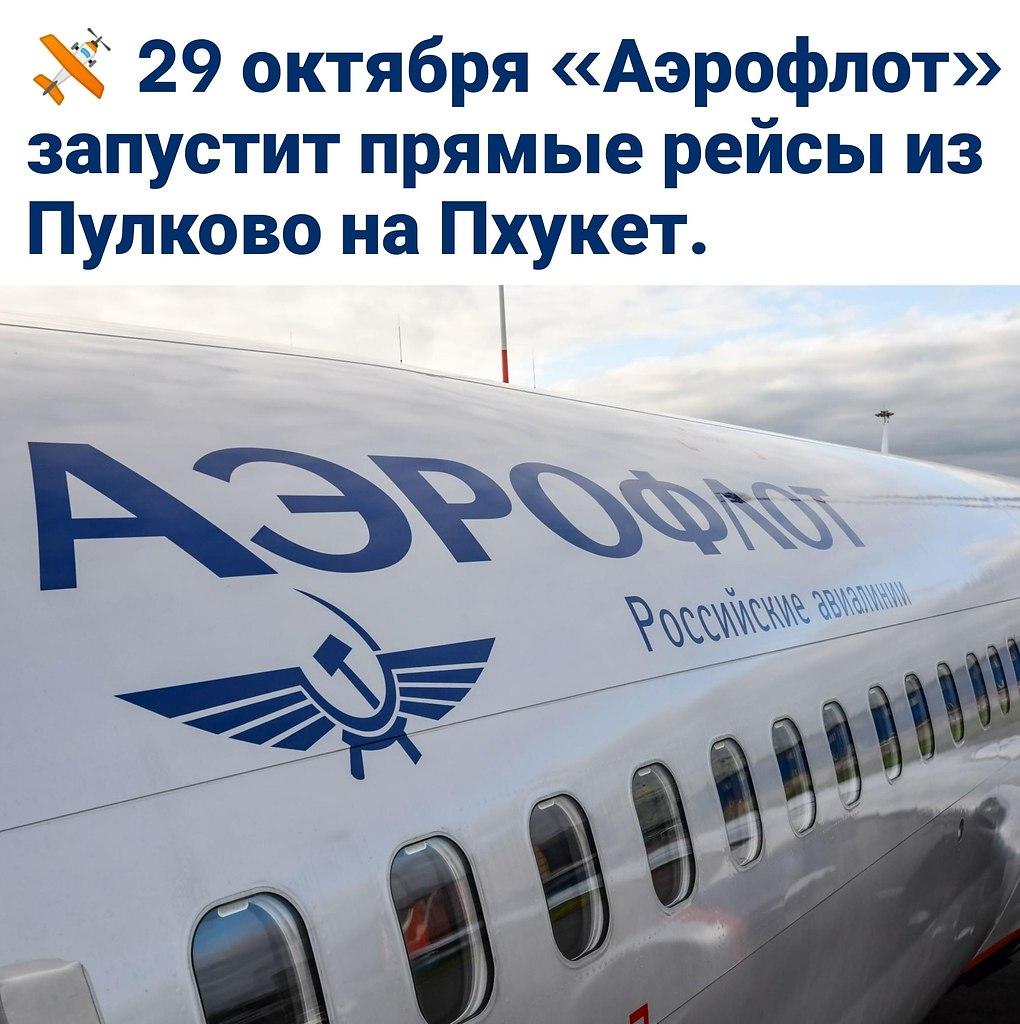 29 октября «Аэрофлот»
запустит прямые рейсы из
Пулково на Пхукет.
АЭРОФЛОТ
Российские авиалинии